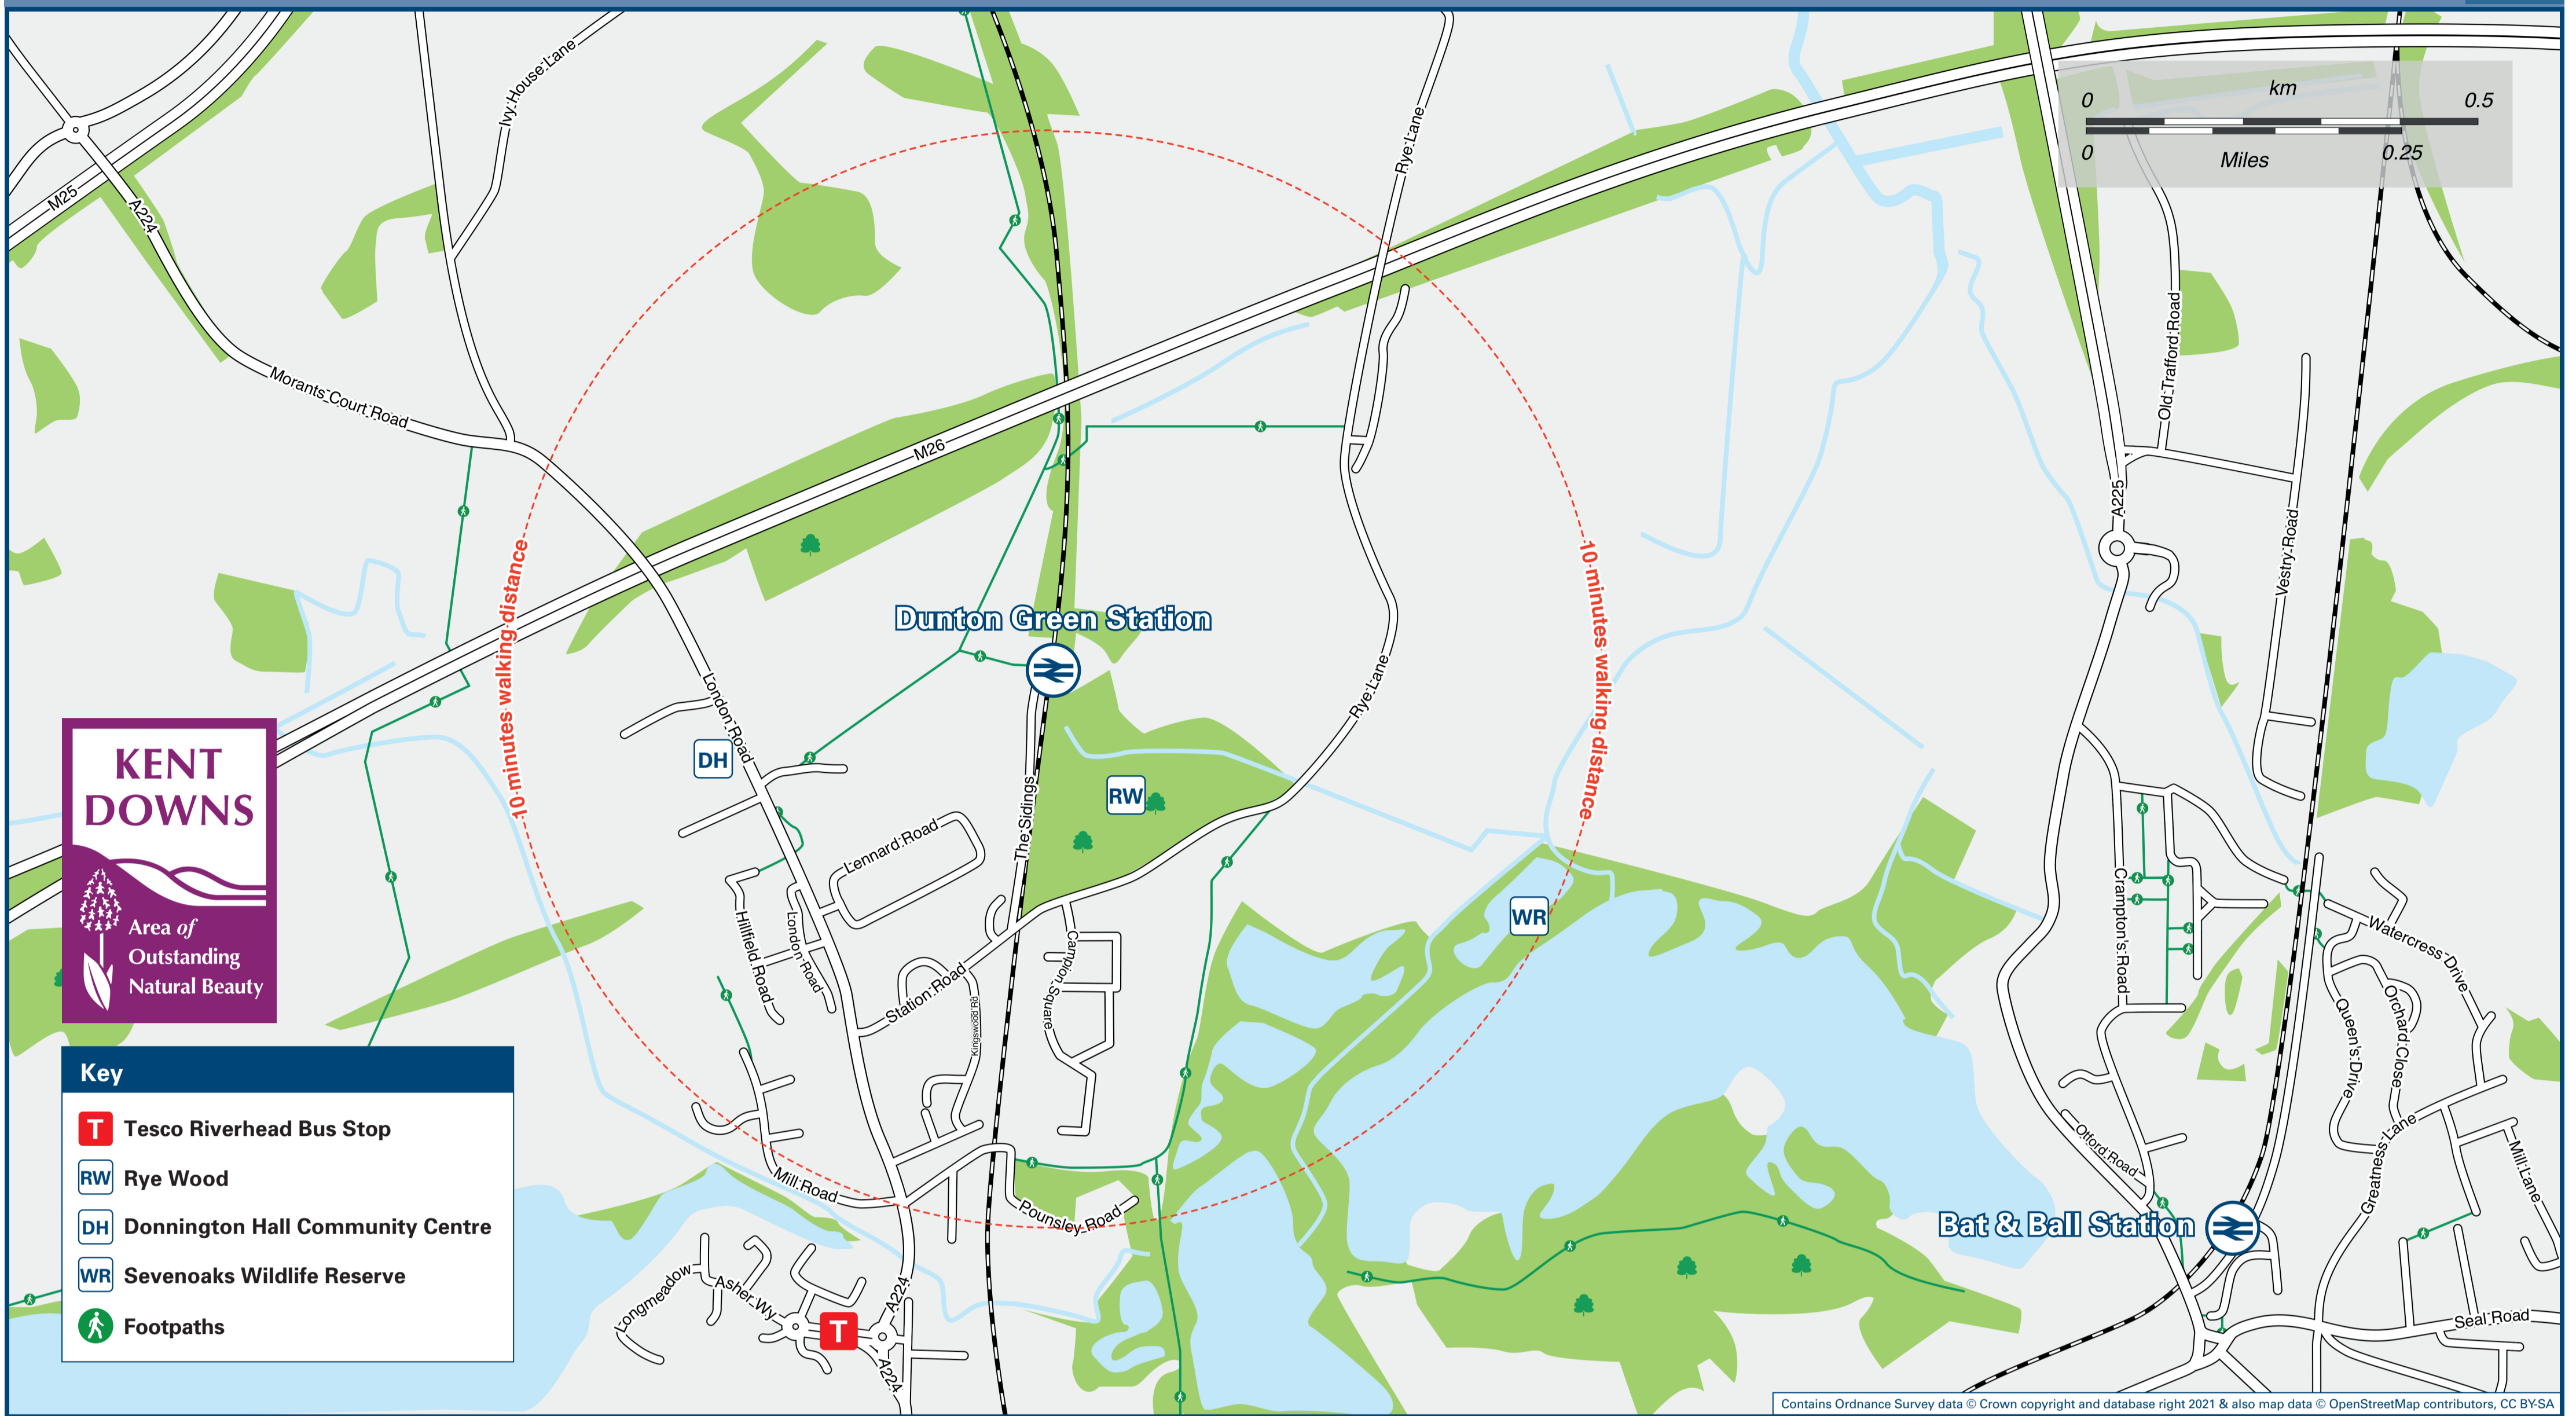 Ivy House Lane
Rye Lane
km
0
0.5
0
Miles
0.25
M25
A224
Morants Court Road
Old Trafford Road
M26
A225
10 minutes walking distance
10 minutes walking distance
Vestry Road
Dunton Green Station
London Road
Rye Lane
DH
RW
The Sidings
Lennard Road
WR
KENT
DOWNS
Area of
Outstanding
Natural Beauty
Hillfield Road
London Road
Station Road
Kingswood Rd
Campion Square
Crampton's Road
Watercress Drive
Queen's Drive
Orchard Close
Key
T Tesco Riverhead Bus Stop
RW Rye Wood
DH Donnington Hall Community Centre
WR Sevenoaks Wildlife Reserve
Footpaths
Mill Road
Pounsley Road
Otford Road
Greatness Lane
Mill Lane
Bat & Ball Station
Longmeadow
Asher Wy
A224
T
A224
Seal Road
Contains Ordnance Survey data © Crown copyright and database right 2021 & also map data © OpenStreetMap contributors, CC BY-SA